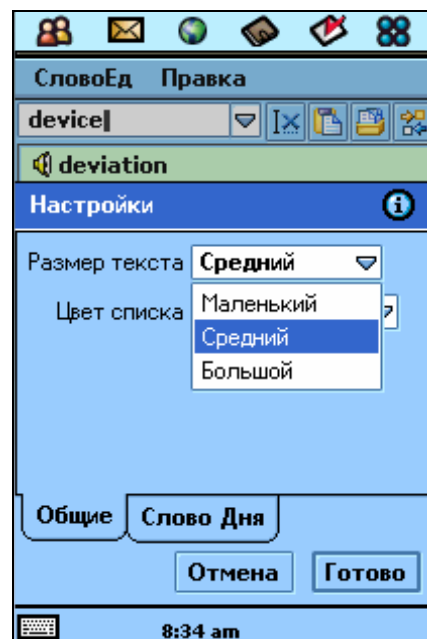 СловоЕд Правка
device
deviation
Настройки
Размер текста Средний
Маленький
Цвет списка
Средний
Большой
Общие Слово Дня
Отмена Готово
8:34 am